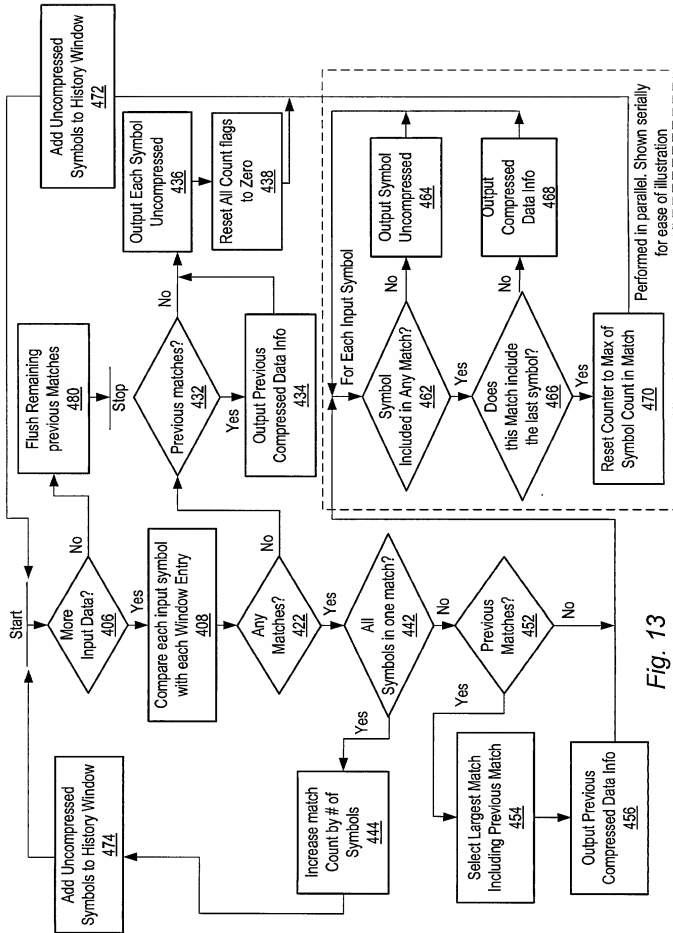 Start
More
Input Data?
406
No
Yes
Flush Remaining
previous Matches
480
Stop
Compare each input symbol
with each Window Entry
408
Any
Matches?
422
No
Yes
Previous matches?
432
No
Yes
Output Previous
Compressed Data Info
434
Output Each Symbol
Uncompressed
436
Reset All Count flags
to Zero
438
Add Uncompressed
Symbols to History Window
472
All
Symbols in one match?
442
Yes
No
Increase match
Count by # of
Symbols
444
Add Uncompressed
Symbols to History Window
474
Previous
Matches?
452
Yes
No
Select Largest Match
Including Previous Match
454
Output Previous
Compressed Data Info
456
For Each Input Symbol
Symbol
Included in Any Match?
462
No
Yes
Output Symbol
Uncompressed
464
Does
this Match include
the last symbol?
466
No
Yes
Output
Compressed
Data Info
468
Reset Counter to Max of
Symbol Count in Match
470
Performed in parallel. Shown serially
for ease of illustration
Fig. 13